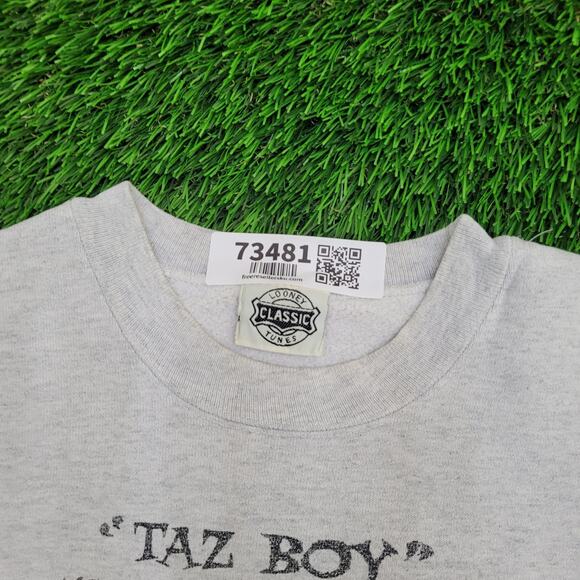 73481
LOONEY
CLASSIC
TUNES
"TAZ BOY"